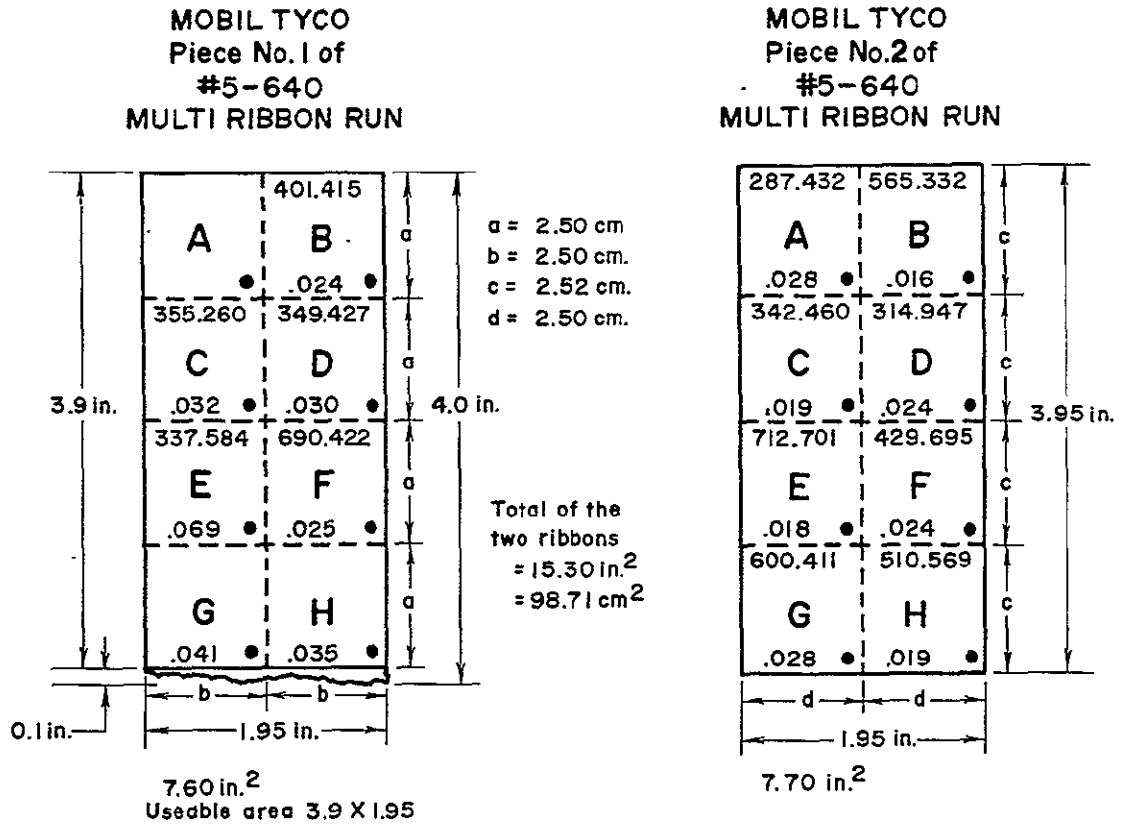 MOBIL TYCO
Piece No. 1 of
#5-640
MULTI RIBBON RUN
401.415
A B
.024
355.260 349.427
C D
.032 .030
337.584 690.422
E F
.069 .025
G H
.041 .035
3.9 in.
4.0 in.
a
a
a
a
b b
0.1 in.
1.95 in.
7.60 in.²
Useable area 3.9 X 1.95
a = 2.50 cm
b = 2.50 cm.
c = 2.52 cm.
d = 2.50 cm.
Total of the
two ribbons
= 15.30 in.²
= 98.71 cm²
MOBIL TYCO
Piece No. 2 of
#5-640
MULTI RIBBON RUN
287.432 565.332
A B
.028 .016
342.460 314.947
C D
.019 .024
712.701 429.695
E F
.018 .024
600.411 510.569
G H
.028 .019
c
c
c
c
3.95 in.
d d
1.95 in.
7.70 in.²